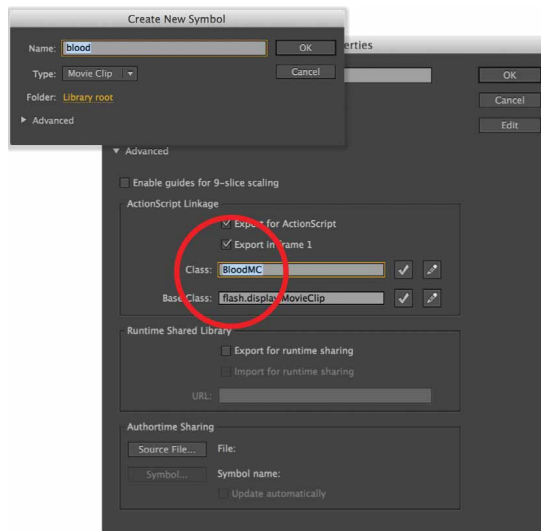 Create New Symbol
Name: blood
OK
Type: Movie Clip
Cancel
Folder: Library root
Advanced
erties
OK
Cancel
Edit
Advanced
Enable guides for 9-slice scaling
ActionScript Linkage
Export for ActionScript
Export in frame 1
Class: BloodMC
Base Class: flash.display.MovieClip
Runtime Shared Library
Export for runtime sharing
Import for runtime sharing
URL:
Authortime Sharing
Source File... File:
Symbol... Symbol name:
Update automatically